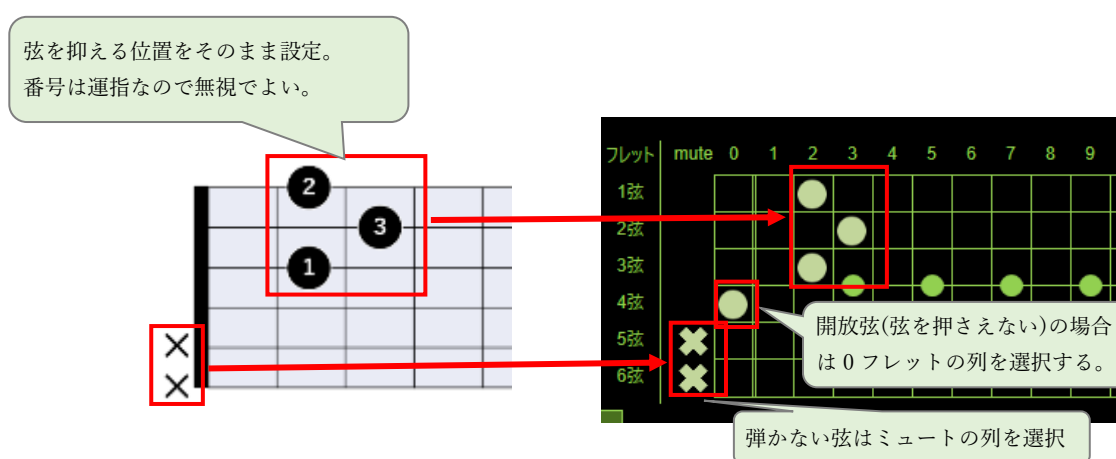 弦を抑える位置をそのまま設定。
番号は運指なので無視でよい。
2
3
1
×
×
フレット mute 0 1 2 3 4 5 6 7 8 9
1弦
2弦
3弦
4弦
5弦
6弦
開放弦(弦を押さえない)の場合
は 0 フレットの列を選択する。
弾かない弦はミュートの列を選択